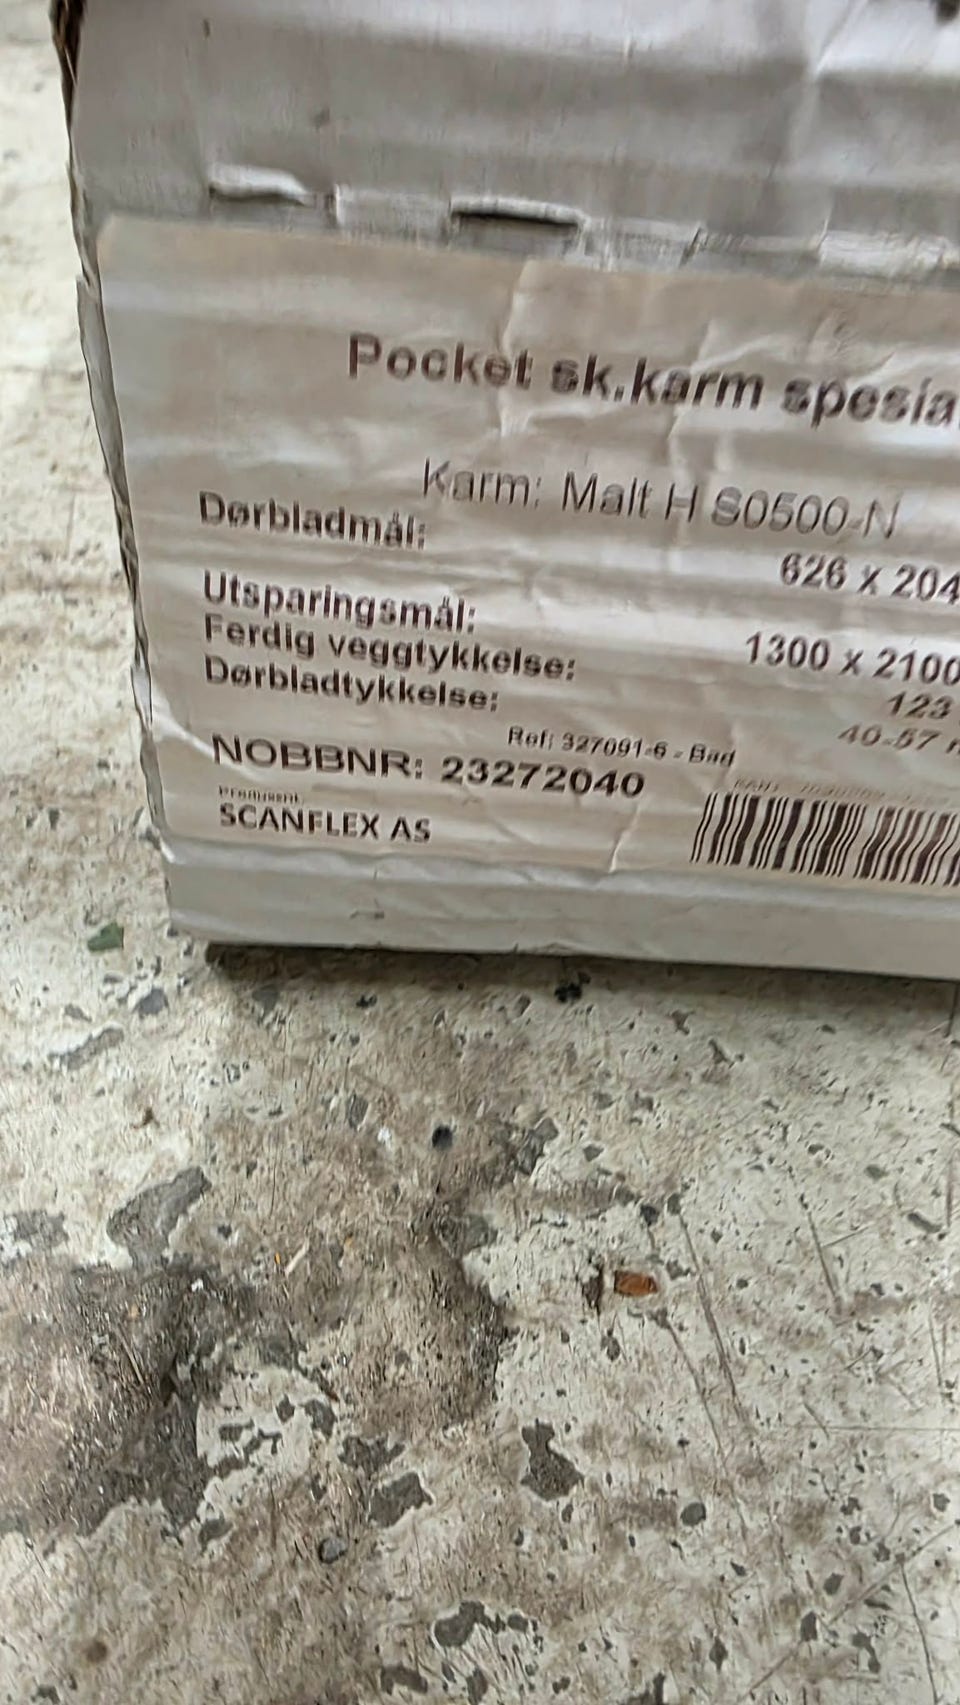 Pocket sk.karm spesia
Karm: Malt H S0500-N
Dørbladmål: 626 x 204
Utsparingsmål: 1300 x 2100
Ferdig veggtykkelse: 123
Dørbladtykkelse: 40-57
Ref: 327091-6 - Bad
NOBBNR: 23272040
Produsent:
SCANFLEX AS